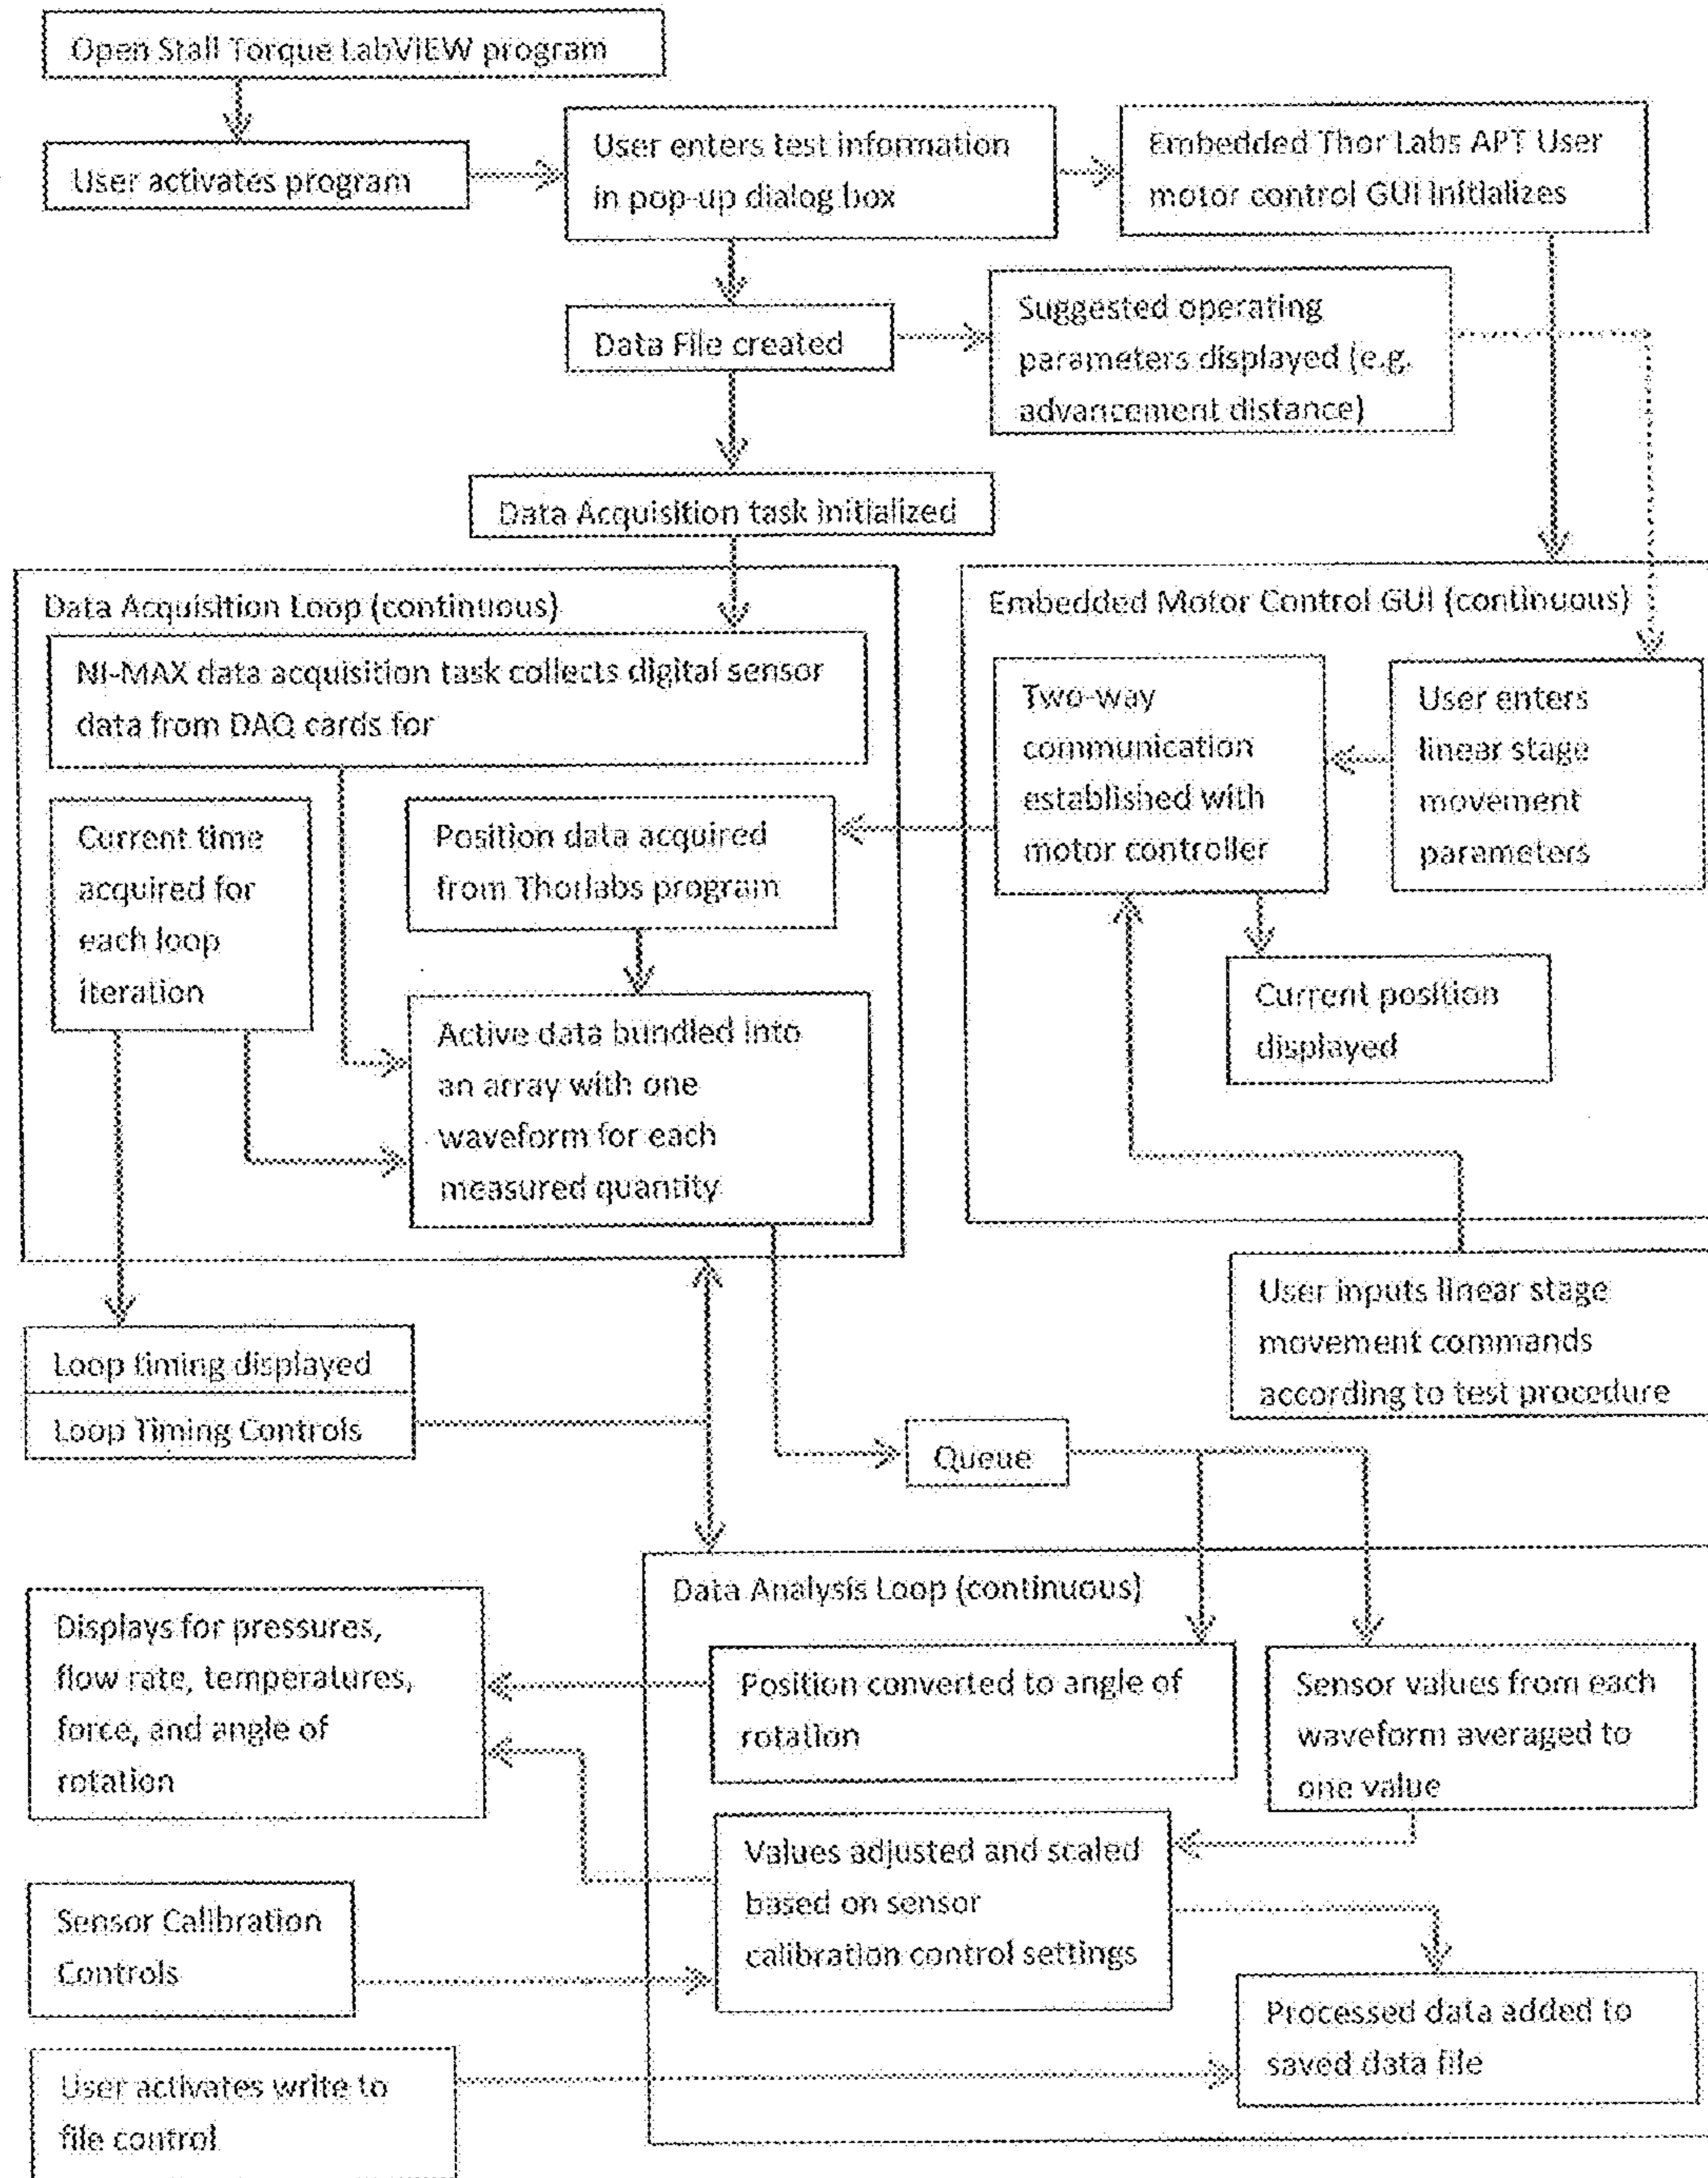 Open Stall Torque LabVIEW program
User activates program
User enters test information
in pop-up dialog box
Embedded Thor Labs APT User
motor control GUI initializes
Data File created
Suggested operating
parameters displayed (e.g.
advancement distance)
Data Acquisition task initialized
Data Acquisition Loop (continuous)
NI-MAX data acquisition task collects digital sensor
data from DAQ cards for
Current time
acquired for
each loop
iteration
Position data acquired
from Thorlabs program
Active data bundled into
an array with one
waveform for each
measured quantity
Embedded Motor Control GUI (continuous)
Two-way
communication
established with
motor controller
User enters
linear stage
movement
parameters
Current position
displayed
User inputs linear stage
movement commands
according to test procedure
Loop timing displayed
Loop Timing Controls
Queue
Data Analysis Loop (continuous)
Displays for pressures,
flow rate, temperatures,
force, and angle of
rotation
Position converted to angle of
rotation
Sensor values from each
waveform averaged to
one value
Values adjusted and scaled
based on sensor
calibration control settings
Sensor Calibration
Controls
Processed data added to
saved data file
User activates write to
file control